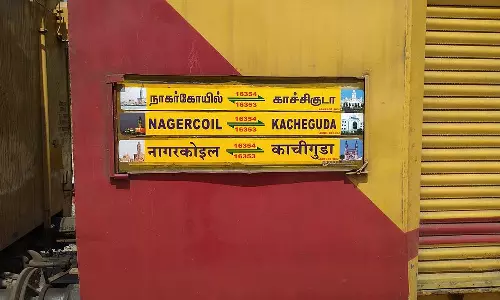 நாகர்கோயில் 16354 16353 காச்சிகுடா
NAGERCOIL 16354 16353 KACHEGUDA
नागरकोइल 16354 16353 काचीगुड़ा